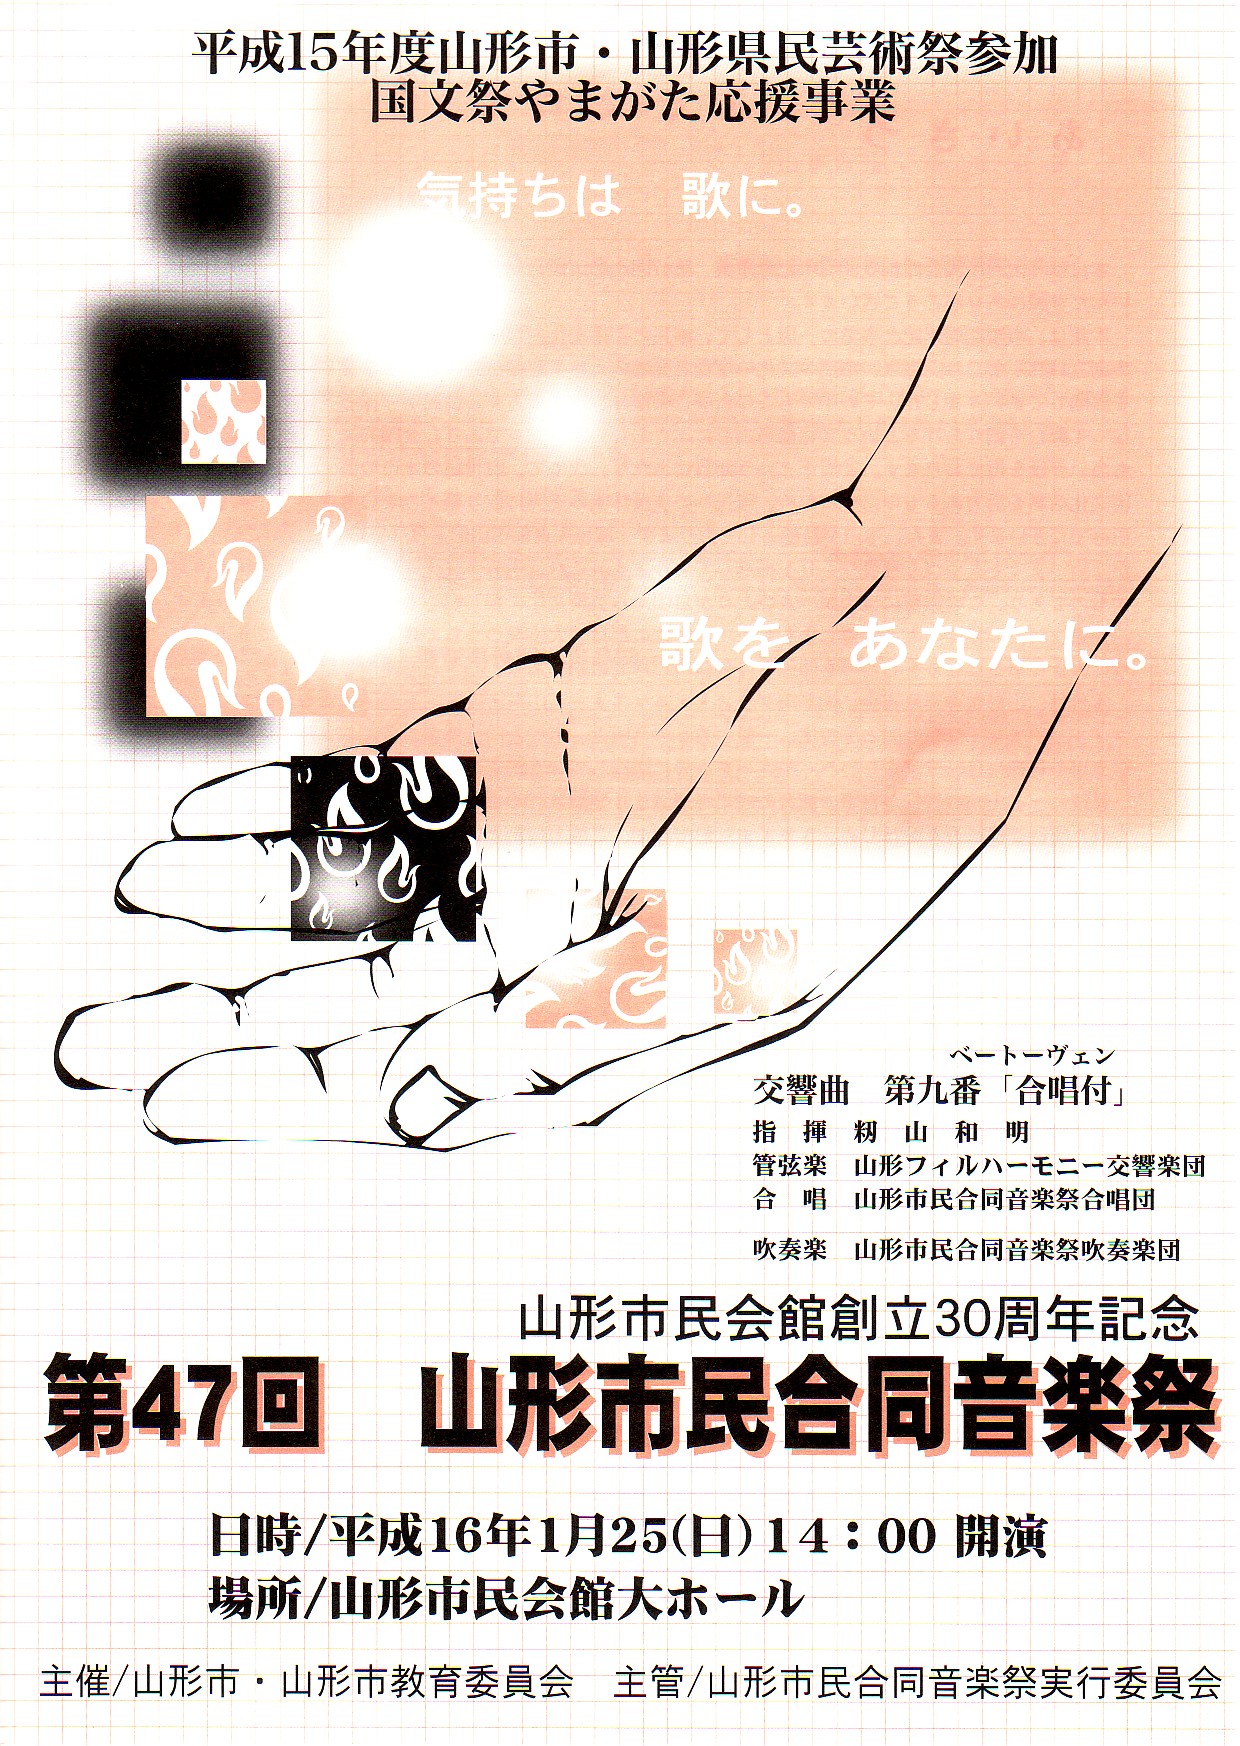 平成15年度山形市・山形県民芸術祭参加
国文祭やまがた応援事業
気持ちは　歌に。
歌を　あなたに。
ベートーヴェン
交響曲　第九番「合唱付」
指　揮　籾　山　和　明
管弦楽　山形フィルハーモニー交響楽団
合　唱　山形市民合同音楽祭合唱団
吹奏楽　山形市民合同音楽祭吹奏楽団
山形市民会館創立30周年記念
第47回　山形市民合同音楽祭
日時/平成16年1月25(日)14：00 開演
場所/山形市民会館大ホール
主催/山形市・山形市教育委員会　主管/山形市民合同音楽祭実行委員会